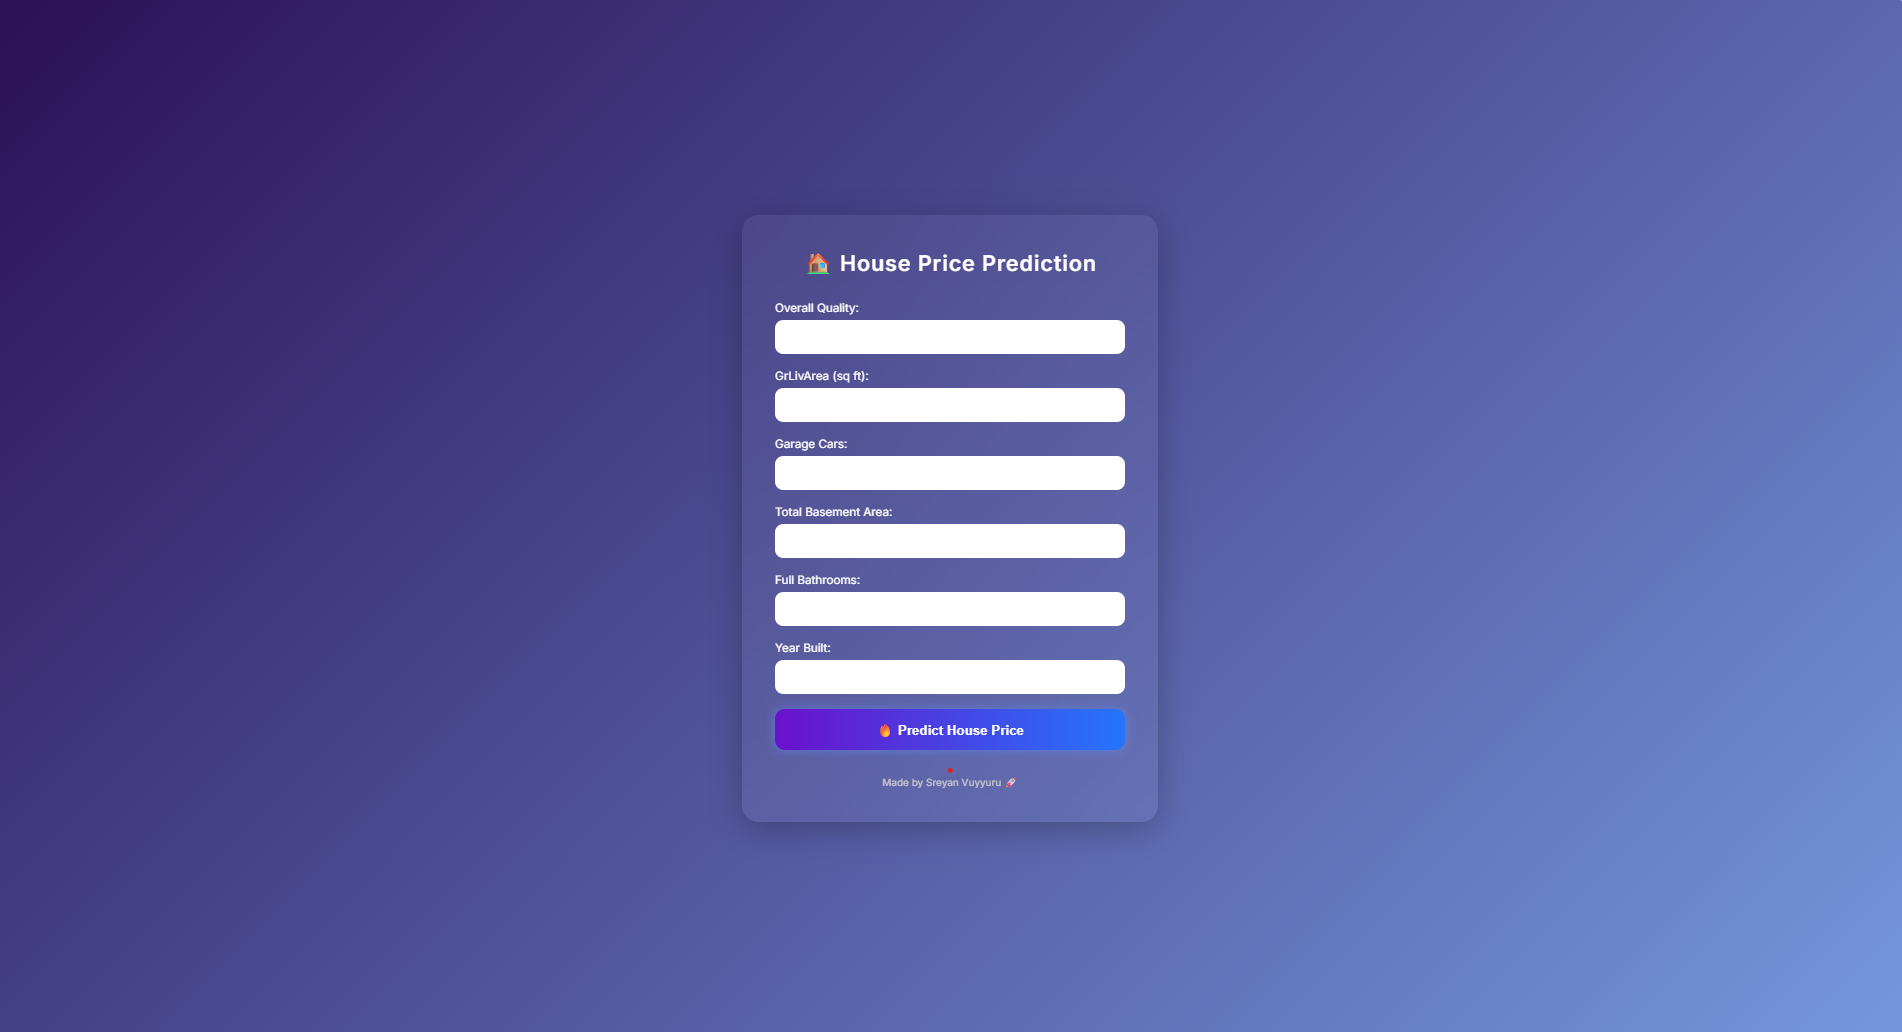 🏠 House Price Prediction
Overall Quality:
GrLivArea (sq ft):
Garage Cars:
Total Basement Area:
Full Bathrooms:
Year Built:
🔥 Predict House Price
Made by Sreyan Vuyyuru 🚀